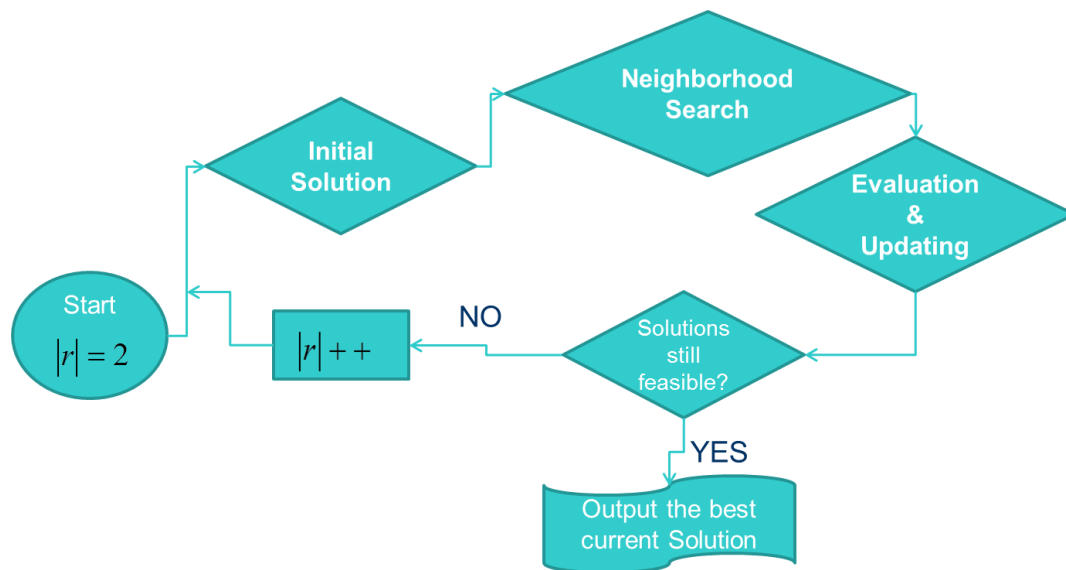 Start
|r| = 2
Initial
Solution
Neighborhood
Search
Evaluation
&
Updating
Solutions
still
feasible?
NO
|r| + +
YES
Output the best
current Solution